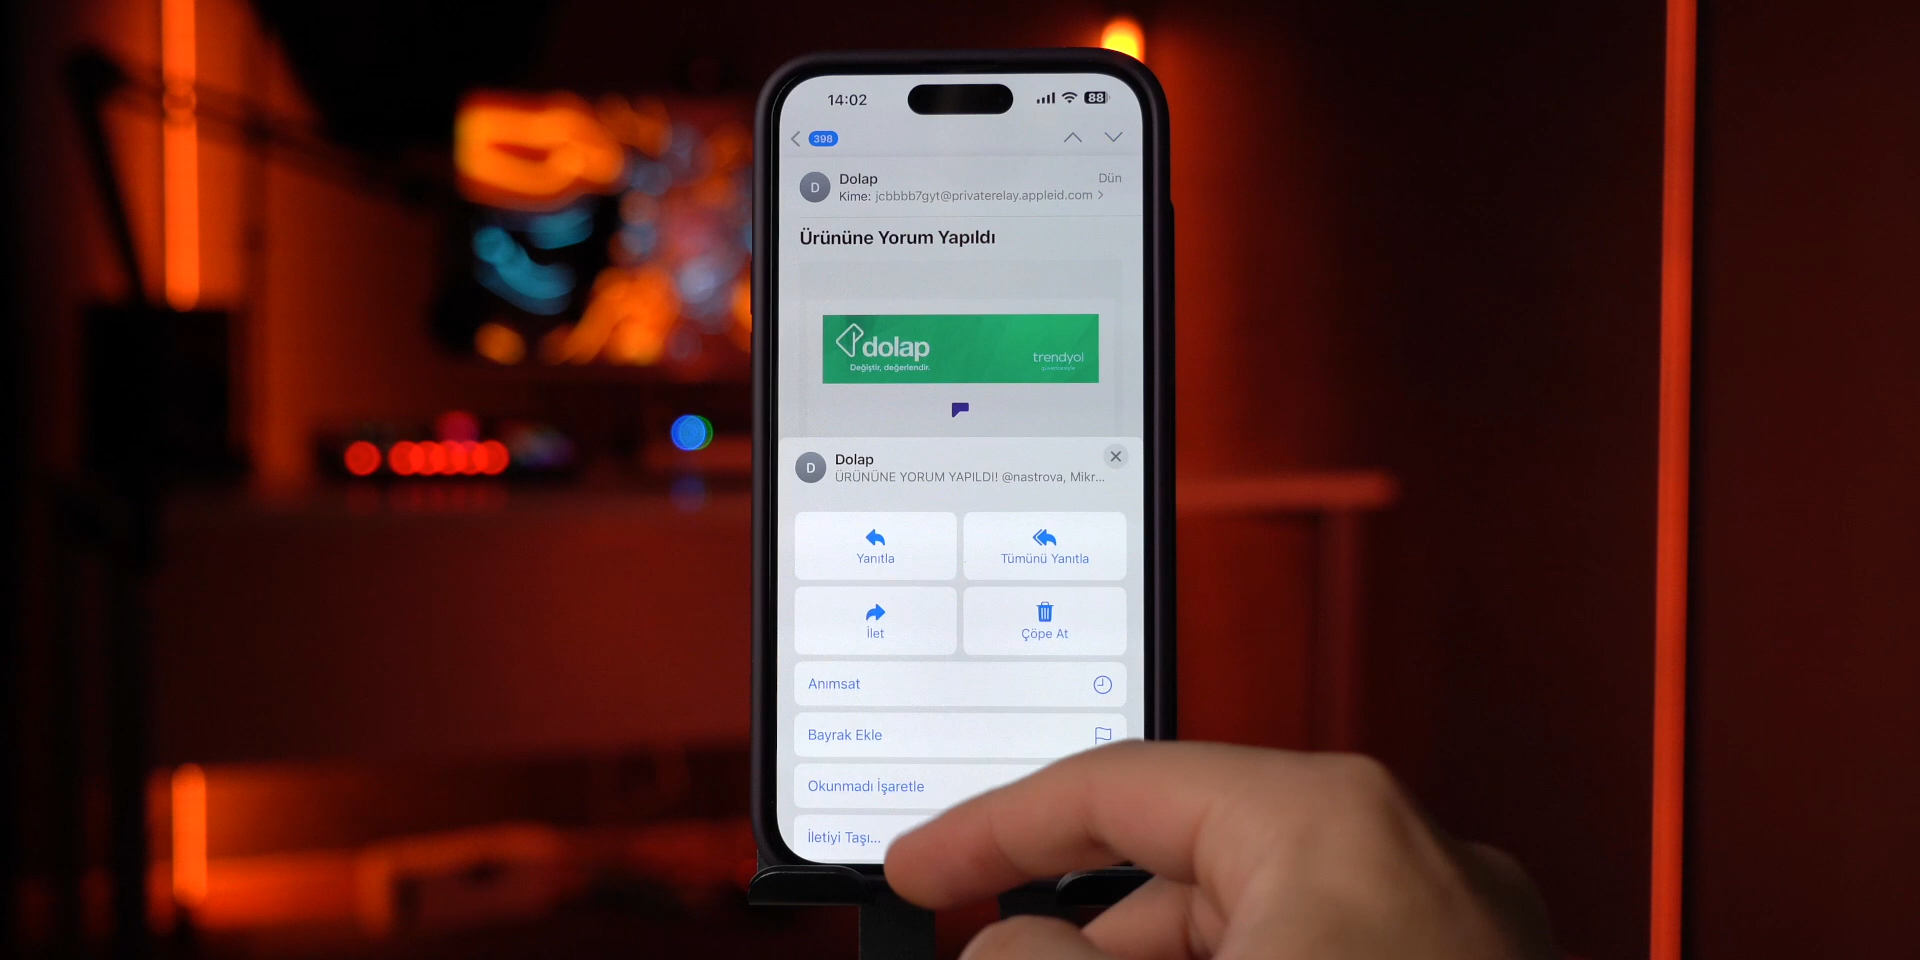 14:02
88
398
Dolap
Dün
D
Kime: jcbbbb7gyt@privaterelay.appleid.com
Ürününe Yorum Yapıldı
dolap
Değiştir, değerlendir.
trendyol
güvencesiyle
Dolap
D
ÜRÜNÜNE YORUM YAPILDI! @nastrova, Mikr...
Yanıtla
Tümünü Yanıtla
İlet
Çöpe At
Anımsat
Bayrak Ekle
Okunmadı İşaretle
İletiyi Taşı...